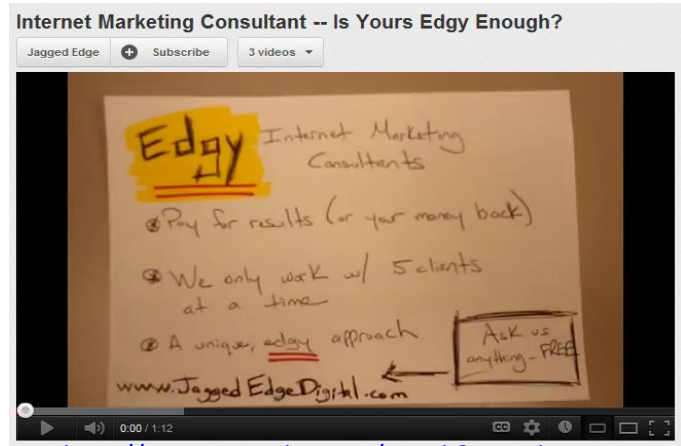 Internet Marketing Consultant -- Is Yours Edgy Enough?
Jagged Edge Subscribe 3 videos
Edgy Internet Marketing
Consultants
Pay for results (or your money back)
We only work w/ 5 clients
at a time
A unique, edgy approach
Ask us
anything - FREE
www.JaggedEdgeDigital.com
0:00 / 1:12
CC